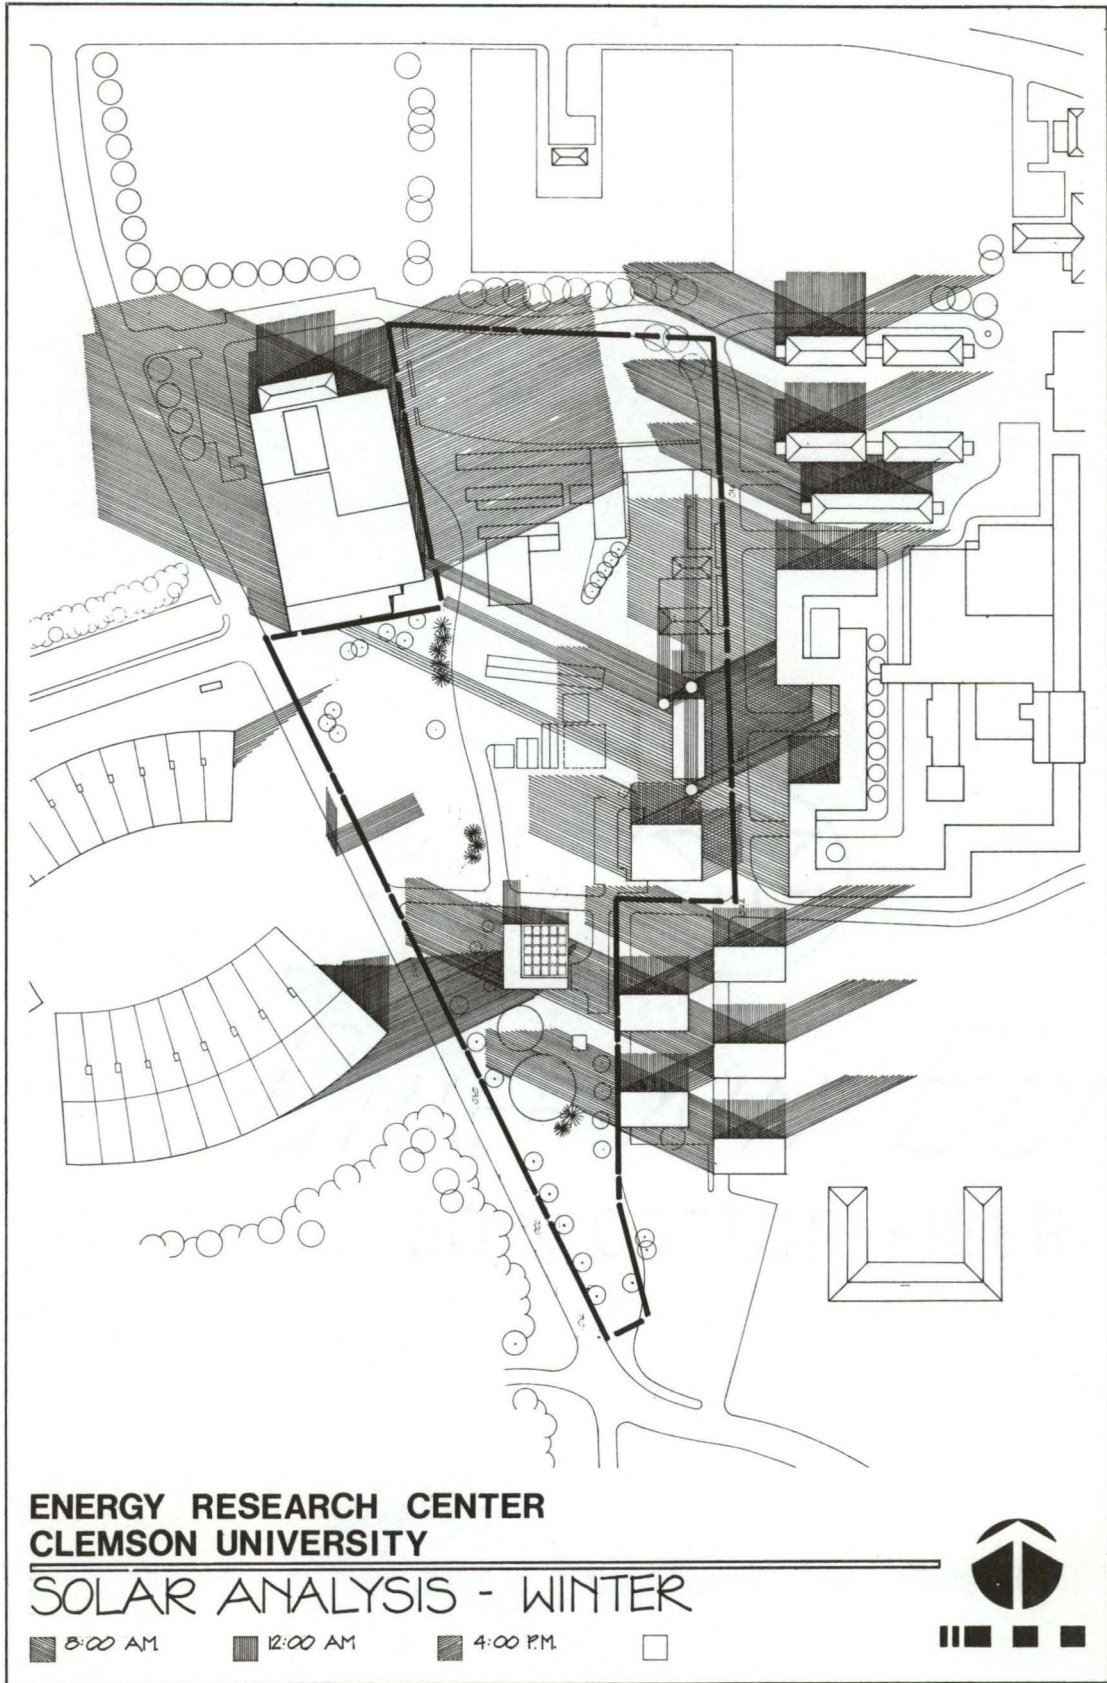 ENERGY RESEARCH CENTER
CLEMSON UNIVERSITY
SOLAR ANALYSIS - WINTER
8:00 AM 12:00 AM 4:00 P.M.